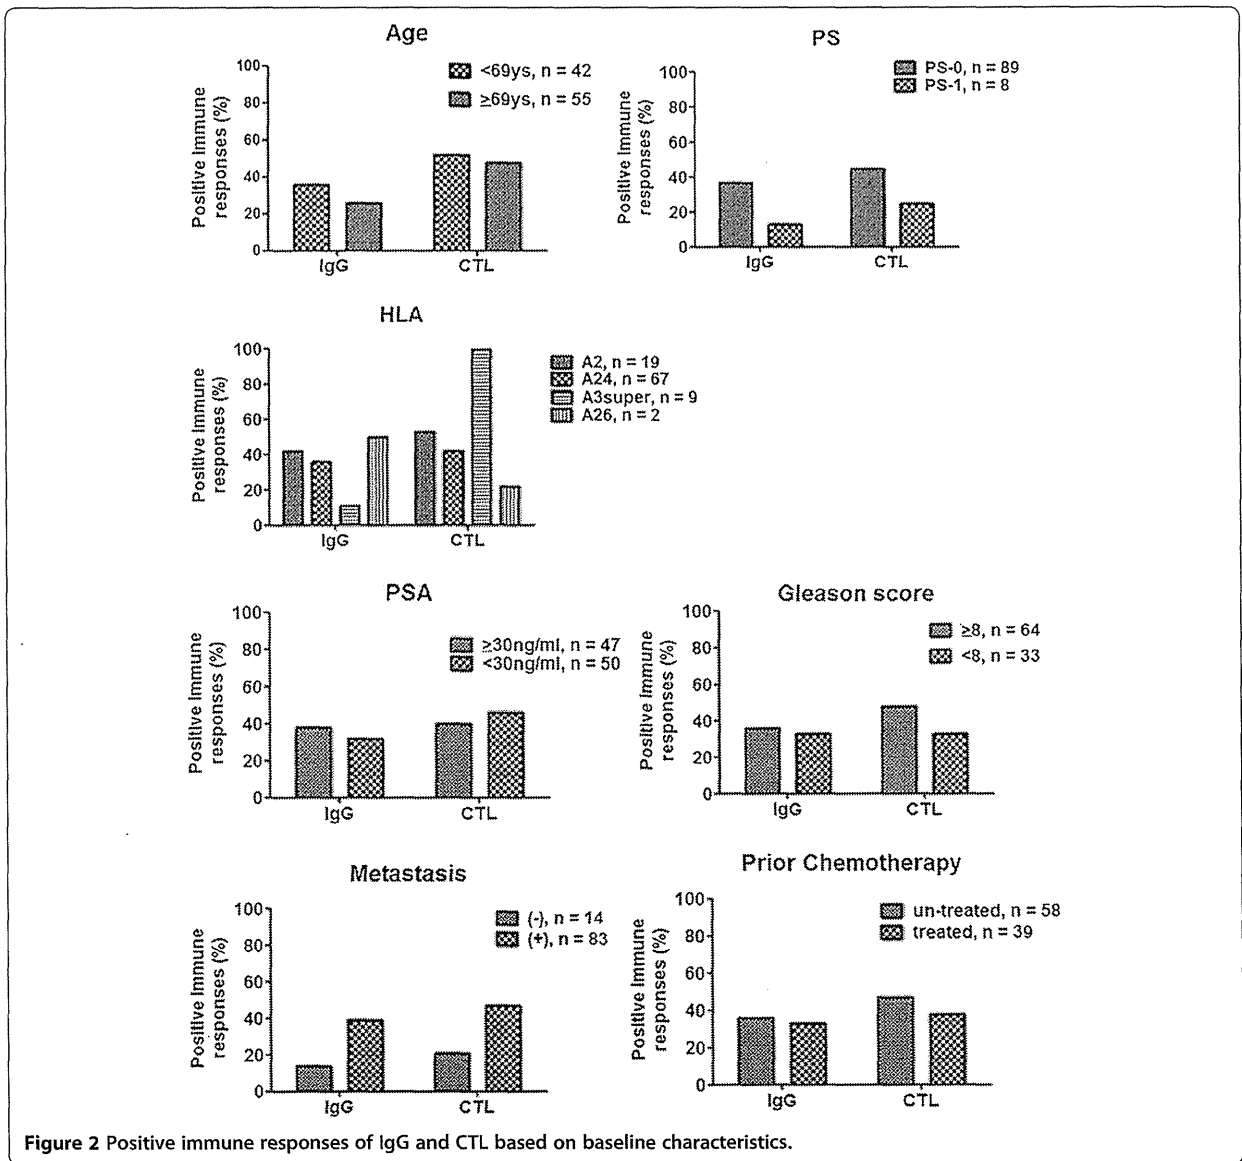 Age
Positive Immune
responses (%)
100
80
60
40
20
0
IgG
CTL
<69ys, n = 42
≥69ys, n = 55
PS
Positive Immune
responses (%)
100
80
60
40
20
0
IgG
CTL
PS-0, n = 89
PS-1, n = 8
HLA
Positive Immune
responses (%)
100
80
60
40
20
0
IgG
CTL
A2, n = 19
A24, n = 67
A3super, n = 9
A26, n = 2
PSA
Positive Immune
responses (%)
100
80
60
40
20
0
IgG
CTL
≥30ng/ml, n = 47
<30ng/ml, n = 50
Gleason score
Positive Immune
responses (%)
100
80
60
40
20
0
IgG
CTL
≥8, n = 64
<8, n = 33
Metastasis
Positive Immune
responses (%)
100
80
60
40
20
0
IgG
CTL
(-), n = 14
(+), n = 83
Prior Chemotherapy
Positive Immune
responses (%)
100
80
60
40
20
0
IgG
CTL
un-treated, n = 58
treated, n = 39
Figure 2 Positive immune responses of IgG and CTL based on baseline characteristics.